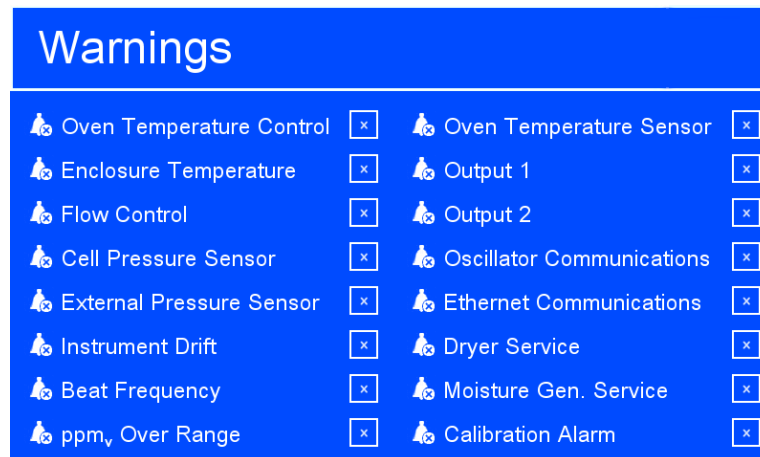 Warnings
Oven Temperature Control
Oven Temperature Sensor
Enclosure Temperature
Output 1
Flow Control
Output 2
Cell Pressure Sensor
Oscillator Communications
External Pressure Sensor
Ethernet Communications
Instrument Drift
Dryer Service
Beat Frequency
Moisture Gen. Service
ppmᵥ Over Range
Calibration Alarm